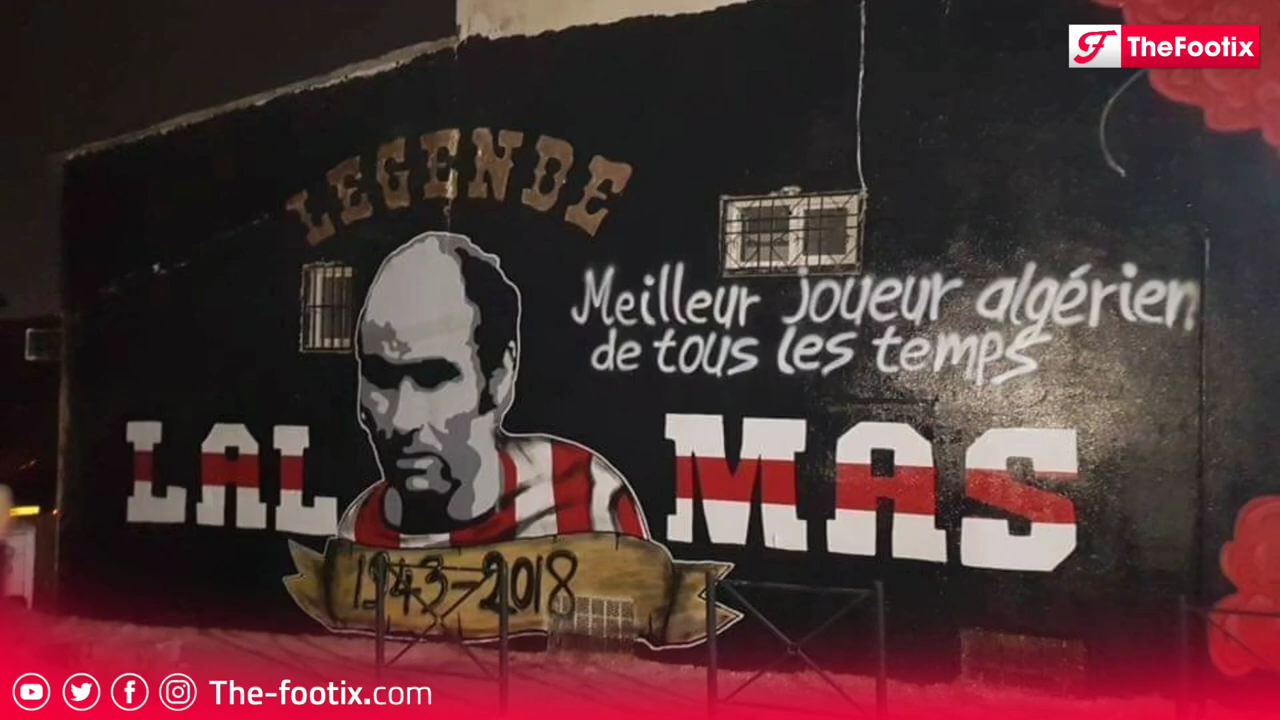 TheFootix
LEGENDE
Meilleur joueur algérien
de tous les temps
LAL MAS
1943-2018
The-footix.com